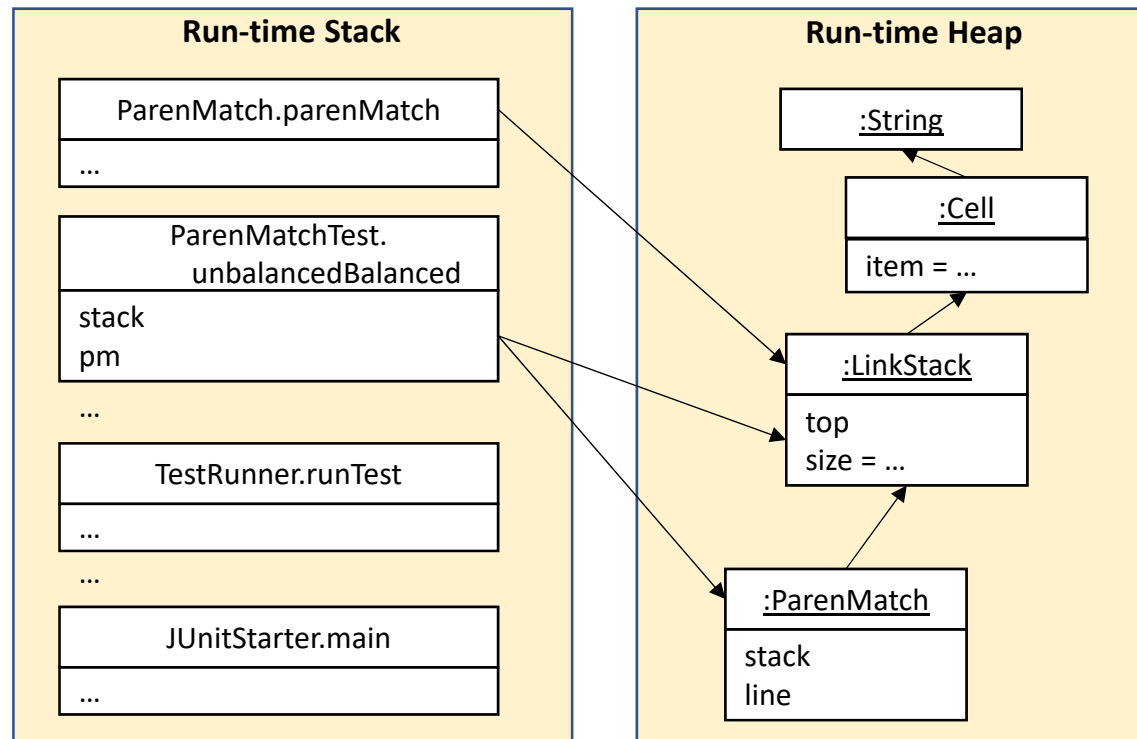 Run-time Stack
ParenMatch.parenMatch
...
ParenMatchTest.
unbalancedBalanced
stack
pm
...
TestRunner.runTest
...
...
JUnitStarter.main
...
Run-time Heap
:String
:Cell
item = ...
:LinkStack
top
size = ...
:ParenMatch
stack
line